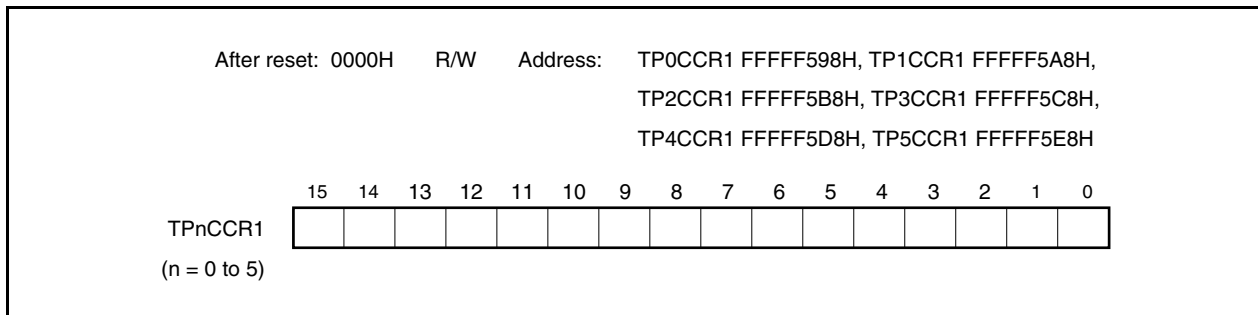 After reset: 0000H R/W Address: TP0CCR1 FFFFF598H, TP1CCR1 FFFFF5A8H,
TP2CCR1 FFFFF5B8H, TP3CCR1 FFFFF5C8H,
TP4CCR1 FFFFF5D8H, TP5CCR1 FFFFF5E8H
15 14 13 12 11 10 9 8 7 6 5 4 3 2 1 0
TPnCCR1
(n = 0 to 5)